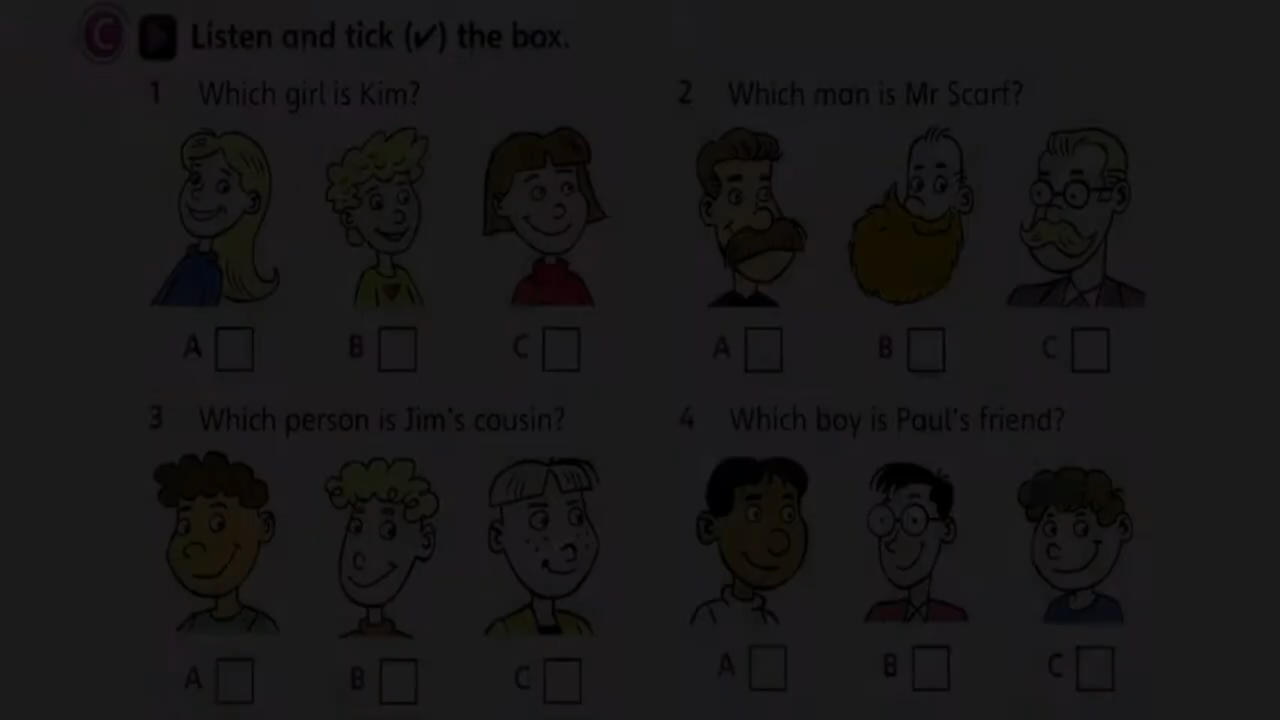 C Listen and tick (✔) the box.
1 Which girl is Kim?
A B C
2 Which man is Mr Scarf?
A B C
3 Which person is Jim's cousin?
A B C
4 Which boy is Paul's friend?
A B C